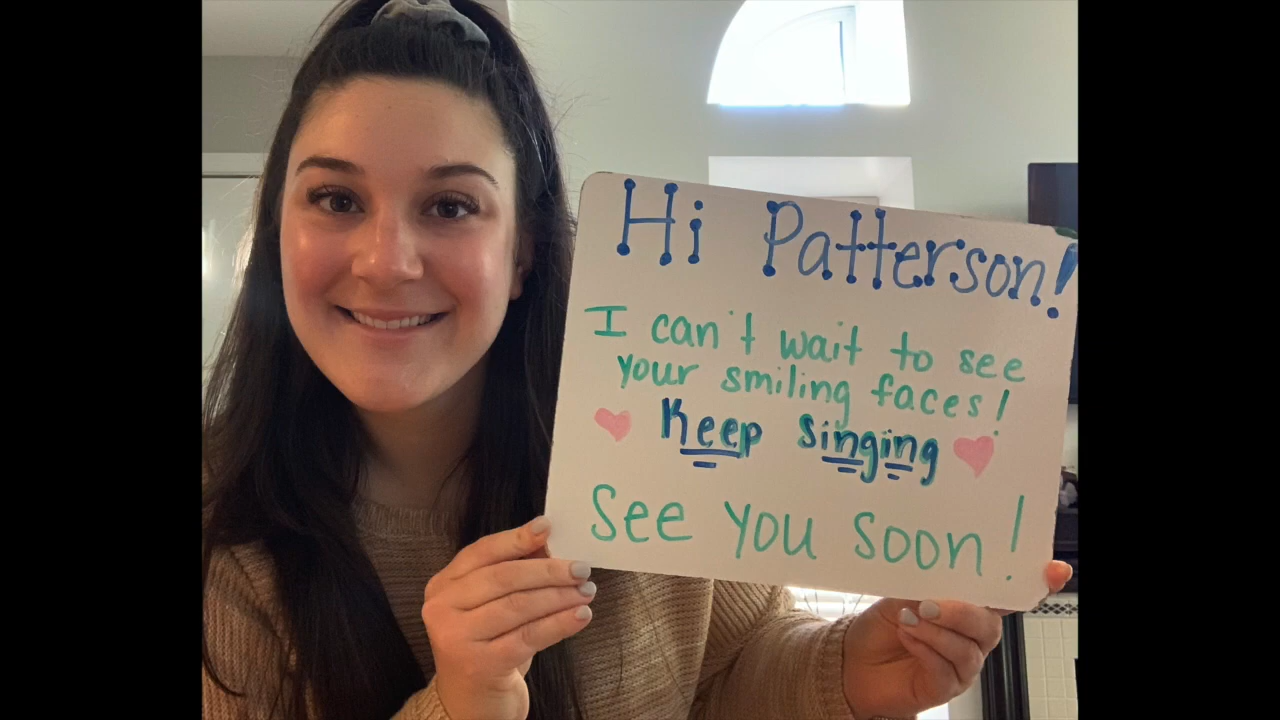 Hi Patterson!
I can't wait to see
your smiling faces!
Keep singing
See you soon!